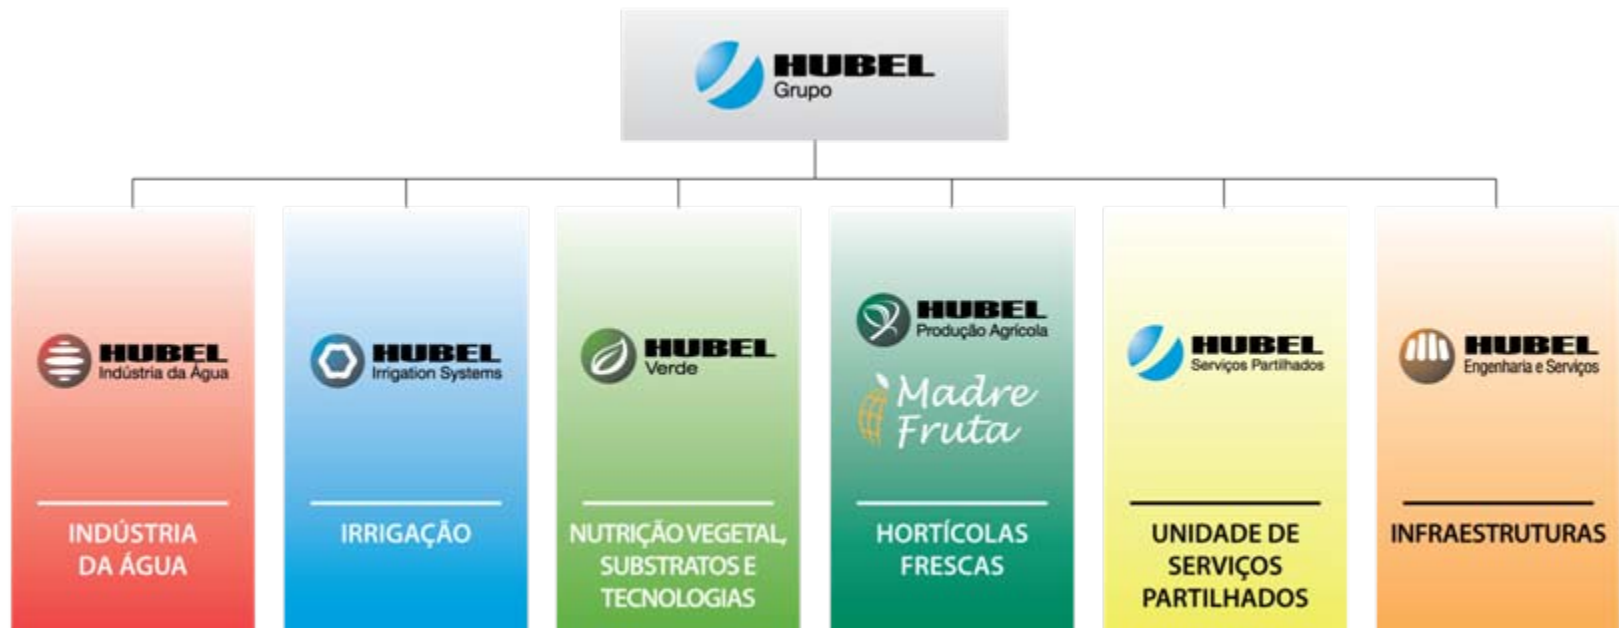 HUBEL
Grupo
HUBEL
Indústria da Água
INDÚSTRIA
DA ÁGUA
HUBEL
Irrigation Systems
IRRIGAÇÃO
HUBEL
Verde
NUTRIÇÃO VEGETAL,
SUBSTRATOS E
TECNOLOGIAS
HUBEL
Produção Agrícola
Madre
Fruta
HORTÍCOLAS
FRESCAS
HUBEL
Serviços Partilhados
UNIDADE DE
SERVIÇOS
PARTILHADOS
HUBEL
Engenharia e Serviços
INFRAESTRUTURAS